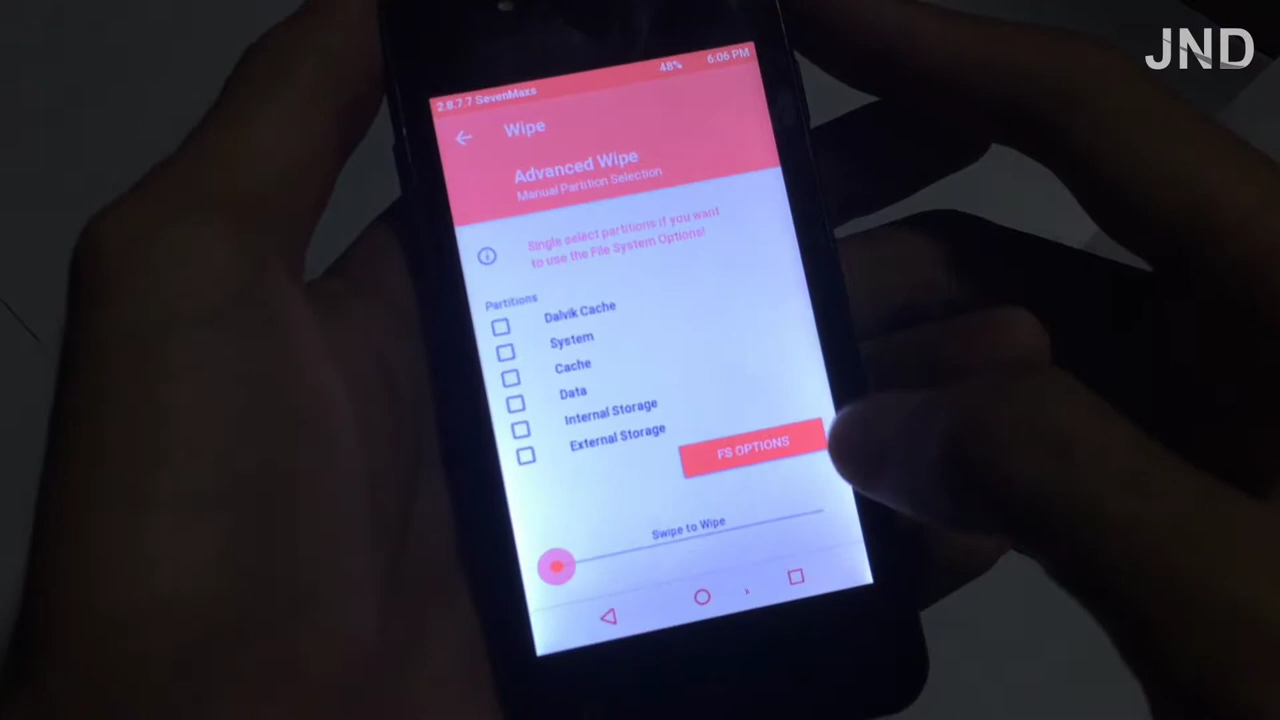 JND
48% 6:06 PM
2.8.7.7 SevenMaxs
Wipe
Advanced Wipe
Manual Partition Selection
Single select partitions if you want
to use the File System Options!
Partitions
Dalvik Cache
System
Cache
Data
Internal Storage
External Storage
FS OPTIONS
Swipe to Wipe